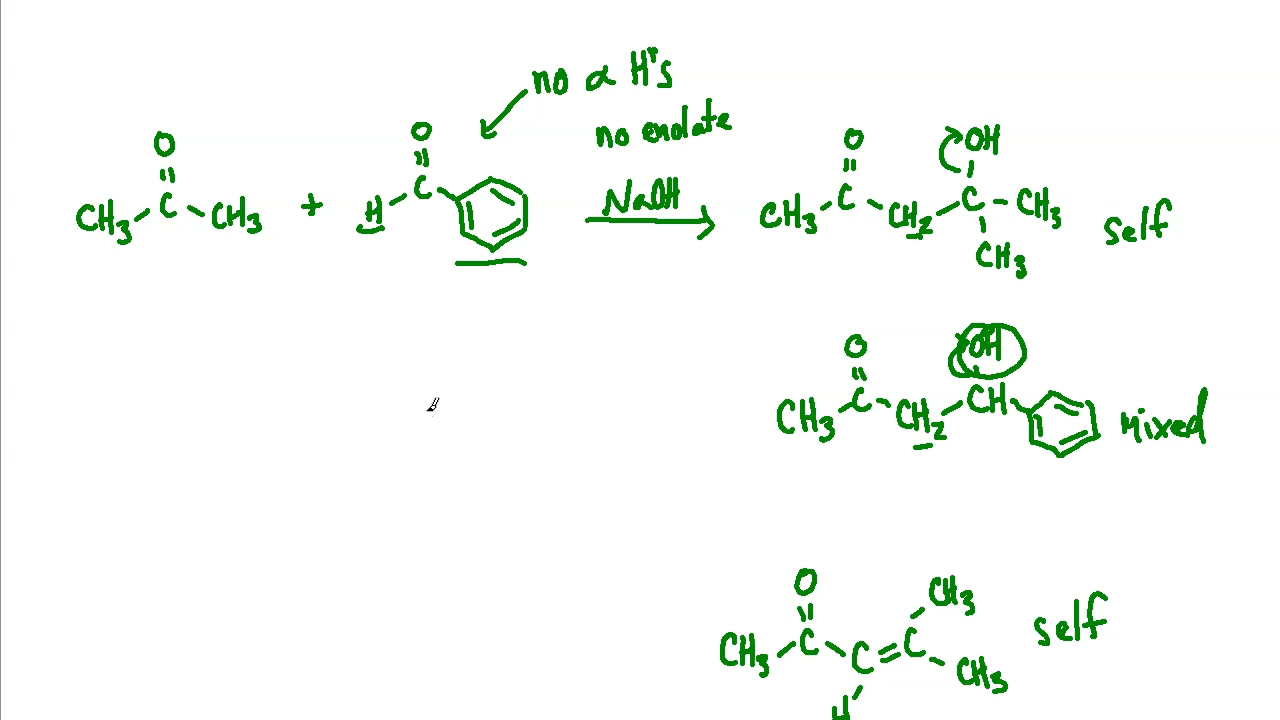 no α H's
no enolate
O
CH3 - C - CH3 + H - C
O
NaOH
O OH
CH3 C CH2 C - CH3
CH3
self
O OH
CH3 C CH2 CH
mixed
O
CH3 C C = C CH3
CH3
H
self